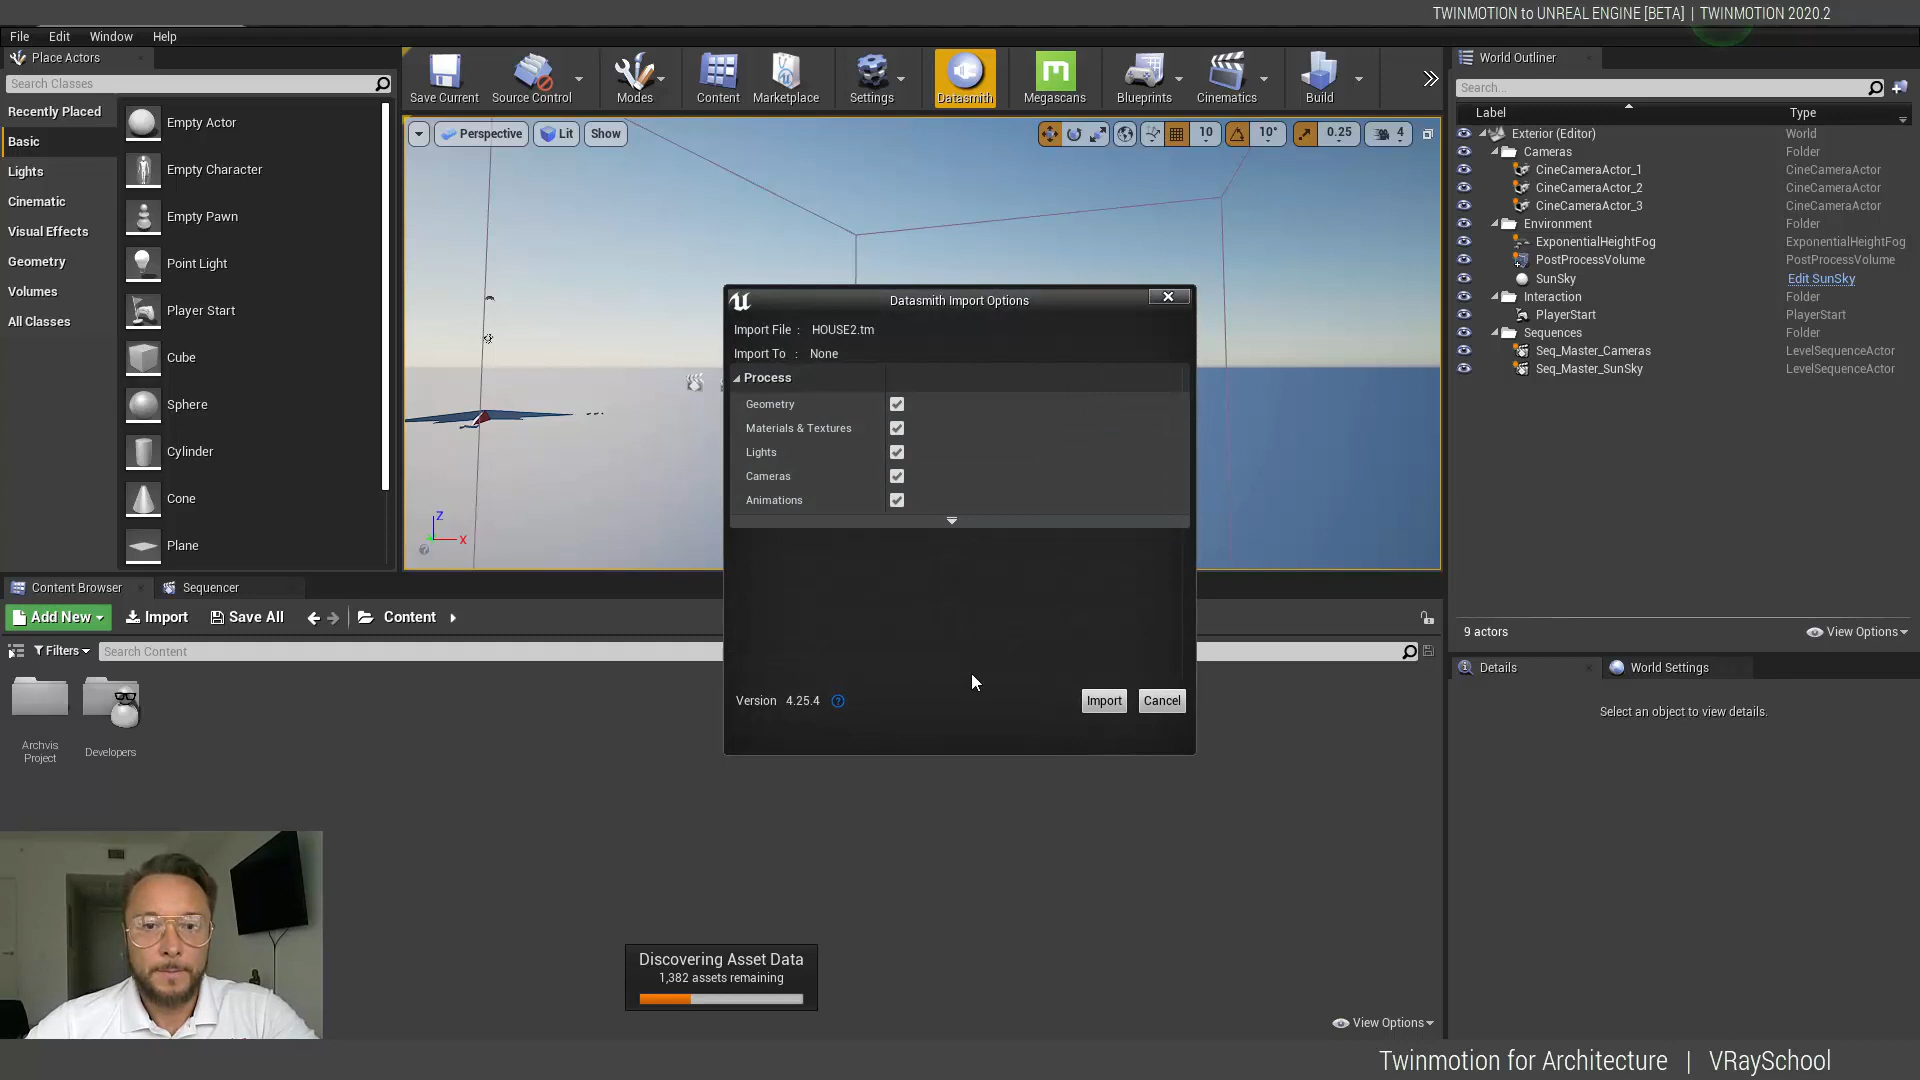 TWINMOTION to UNREAL ENGINE [BETA] | TWINMOTION 2020.2
File Edit Window Help
Place Actors
Search Classes
Recently Placed
Basic
Lights
Cinematic
Visual Effects
Geometry
Volumes
All Classes
Empty Actor
Empty Character
Empty Pawn
Point Light
Player Start
Cube
Sphere
Cylinder
Cone
Plane
Save Current Source Control Modes Content Marketplace Settings Datasmith Megascans Blueprints Cinematics Build
Perspective Lit Show 10 10° 0.25 4
Z
X
Datasmith Import Options
Import File : HOUSE2.tm
Import To : None
Process
Geometry
Materials & Textures
Lights
Cameras
Animations
Version 4.25.4 ?
Import Cancel
World Outliner
Search...
Label Type
Exterior (Editor) World
Cameras Folder
CineCameraActor_1 CineCameraActor
CineCameraActor_2 CineCameraActor
CineCameraActor_3 CineCameraActor
Environment Folder
ExponentialHeightFog ExponentialHeightFog
PostProcessVolume PostProcessVolume
SunSky Edit SunSky
Interaction Folder
PlayerStart PlayerStart
Sequences Folder
Seq_Master_Cameras LevelSequenceActor
Seq_Master_SunSky LevelSequenceActor
9 actors View Options
Details World Settings
Select an object to view details.
Content Browser Sequencer
Add New Import Save All Content
Filters Search Content
Archvis
Project
Developers
Discovering Asset Data
1,382 assets remaining
View Options
Twinmotion for Architecture | VRaySchool